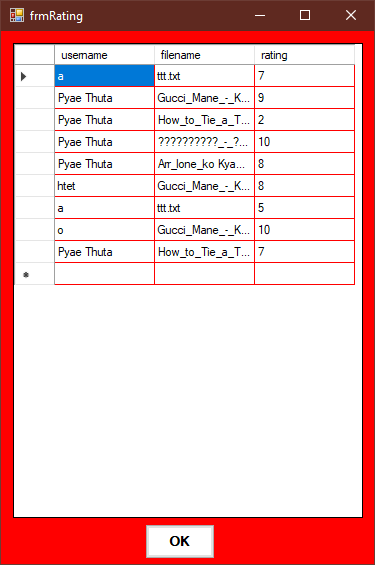 frmRating
username filename rating
a ttt.txt 7
Pyae Thuta Gucci_Mane_-_K... 9
Pyae Thuta How_to_Tie_a_T... 2
Pyae Thuta ??????????_-_?... 10
Pyae Thuta Arr_lone_ko Kya... 8
htet Gucci_Mane_-_K... 8
a ttt.txt 5
o Gucci_Mane_-_K... 10
Pyae Thuta How_to_Tie_a_T... 7
OK